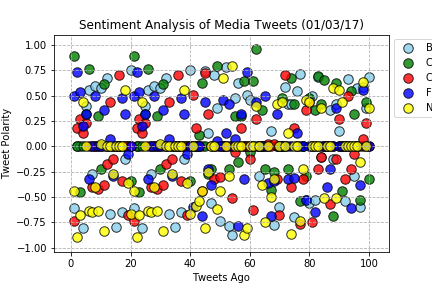 Sentiment Analysis of Media Tweets (01/03/17)
1.00
0.75
0.50
0.25
0.00
−0.25
−0.50
−0.75
−1.00
Tweet Polarity
0
20
40
60
80
100
Tweets Ago
B
C
C
F
N